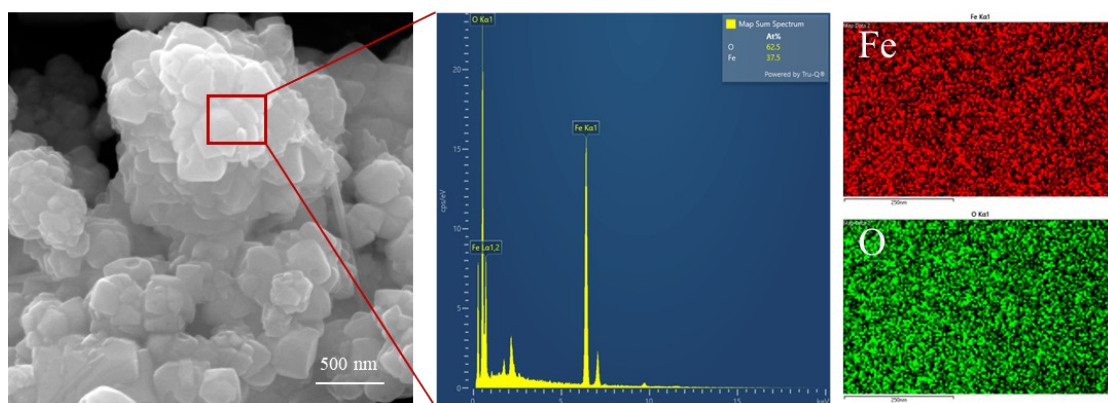 500 nm
O Kα1
Map Sum Spectrum
At%
O 62.5
Fe 37.5
Powered by Tru-Q®
Fe Kα1
Fe Lα1,2
cps/eV
20
15
10
5
0
0 5 10 15 keV
Fe Kα1
Fe
250nm
O Kα1
O
250nm